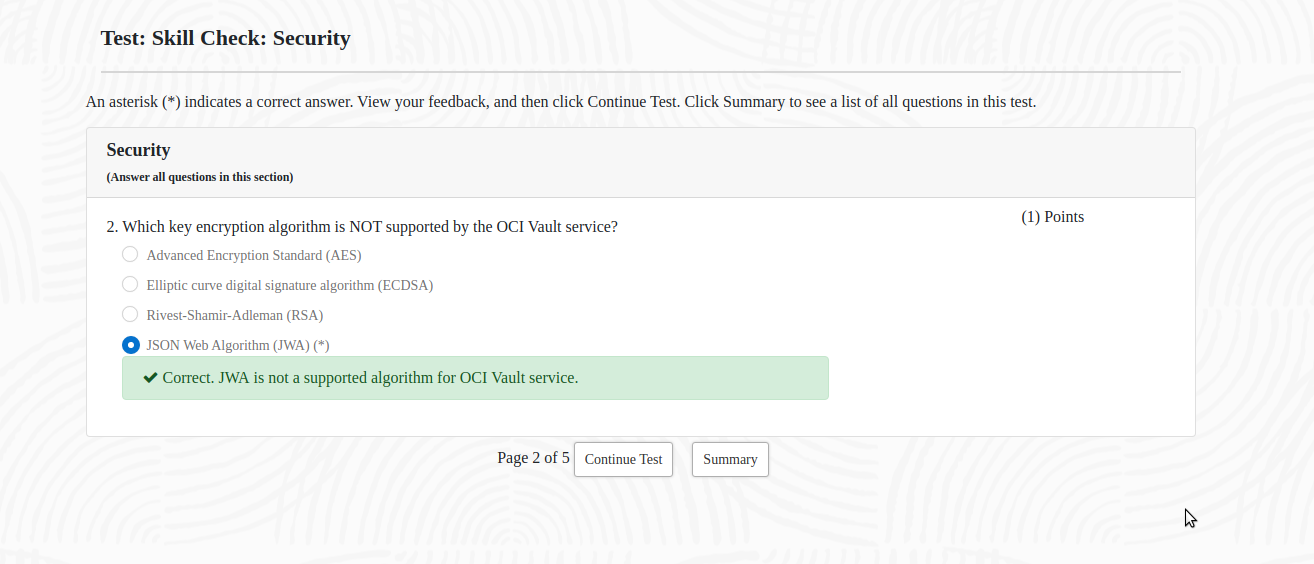 Test: Skill Check: Security
An asterisk (*) indicates a correct answer. View your feedback, and then click Continue Test. Click Summary to see a list of all questions in this test.
Security
(Answer all questions in this section)
2. Which key encryption algorithm is NOT supported by the OCI Vault service?
(1) Points
Advanced Encryption Standard (AES)
Elliptic curve digital signature algorithm (ECDSA)
Rivest-Shamir-Adleman (RSA)
JSON Web Algorithm (JWA) (*)
Correct. JWA is not a supported algorithm for OCI Vault service.
Page 2 of 5 Continue Test Summary